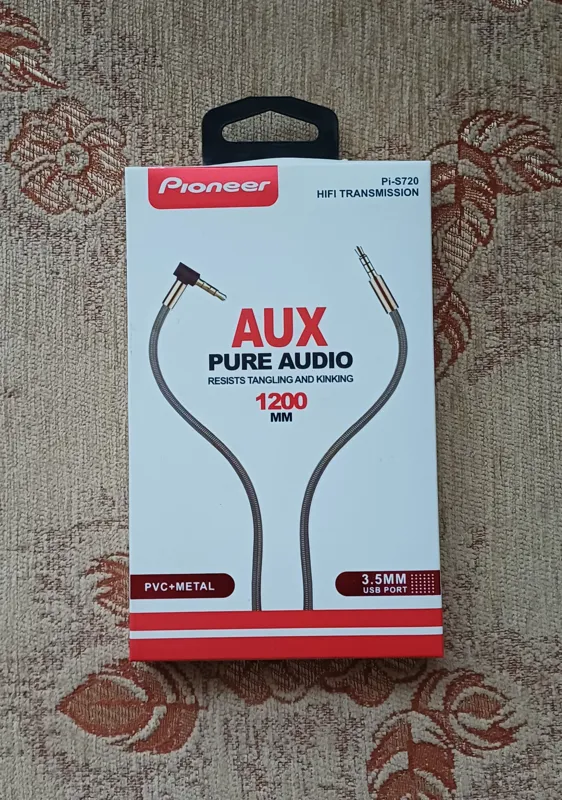 Pioneer
Pi-S720
HIFI TRANSMISSION
AUX
PURE AUDIO
RESISTS TANGLING AND KINKING
1200
MM
PVC+METAL
3.5MM
USB PORT